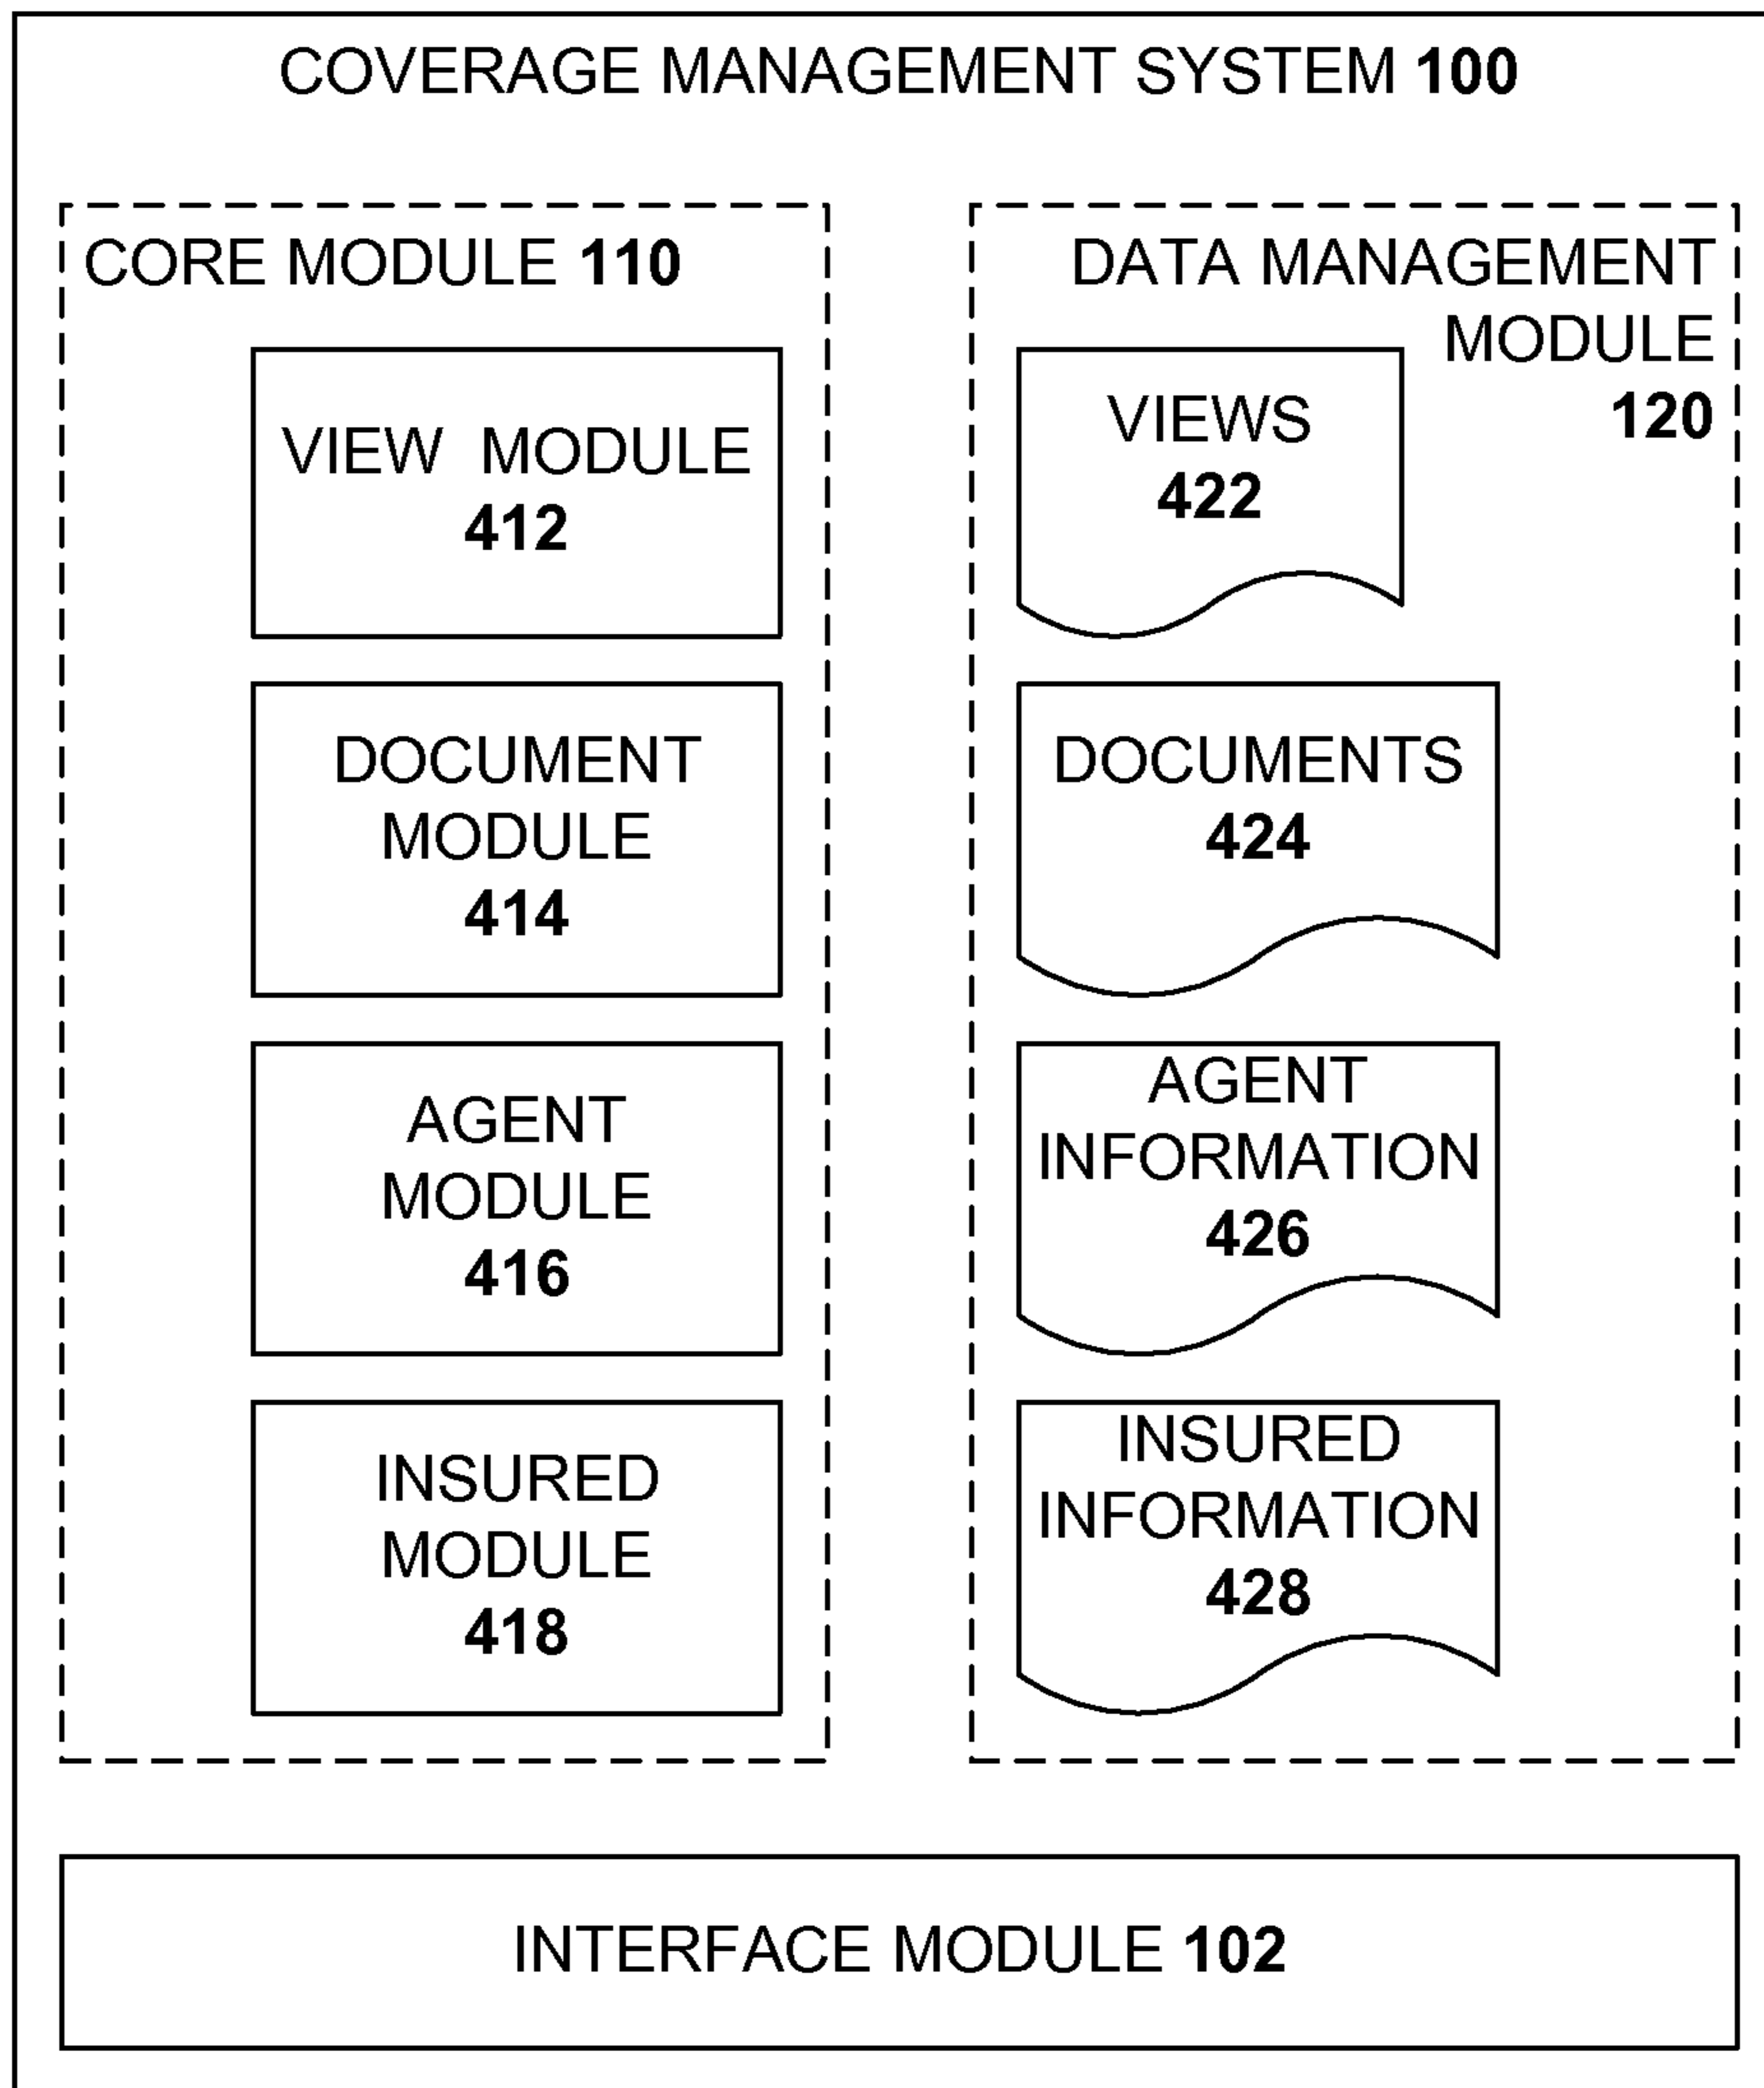 COVERAGE MANAGEMENT SYSTEM 100
CORE MODULE 110
VIEW MODULE
412
DOCUMENT
MODULE
414
AGENT
MODULE
416
INSURED
MODULE
418
DATA MANAGEMENT
MODULE
120
VIEWS
422
DOCUMENTS
424
AGENT
INFORMATION
426
INSURED
INFORMATION
428
INTERFACE MODULE 102